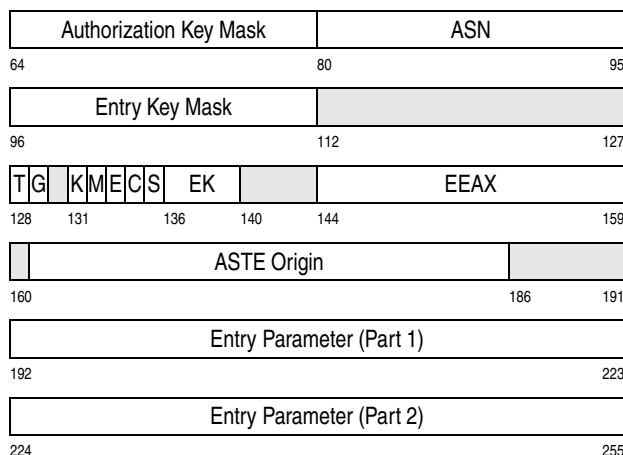 Authorization Key Mask ASN
64 80 95
Entry Key Mask
96 112 127
T G K M E C S EK EEAX
128 131 136 140 144 159
ASTE Origin
160 186 191
Entry Parameter (Part 1)
192 223
Entry Parameter (Part 2)
224 255